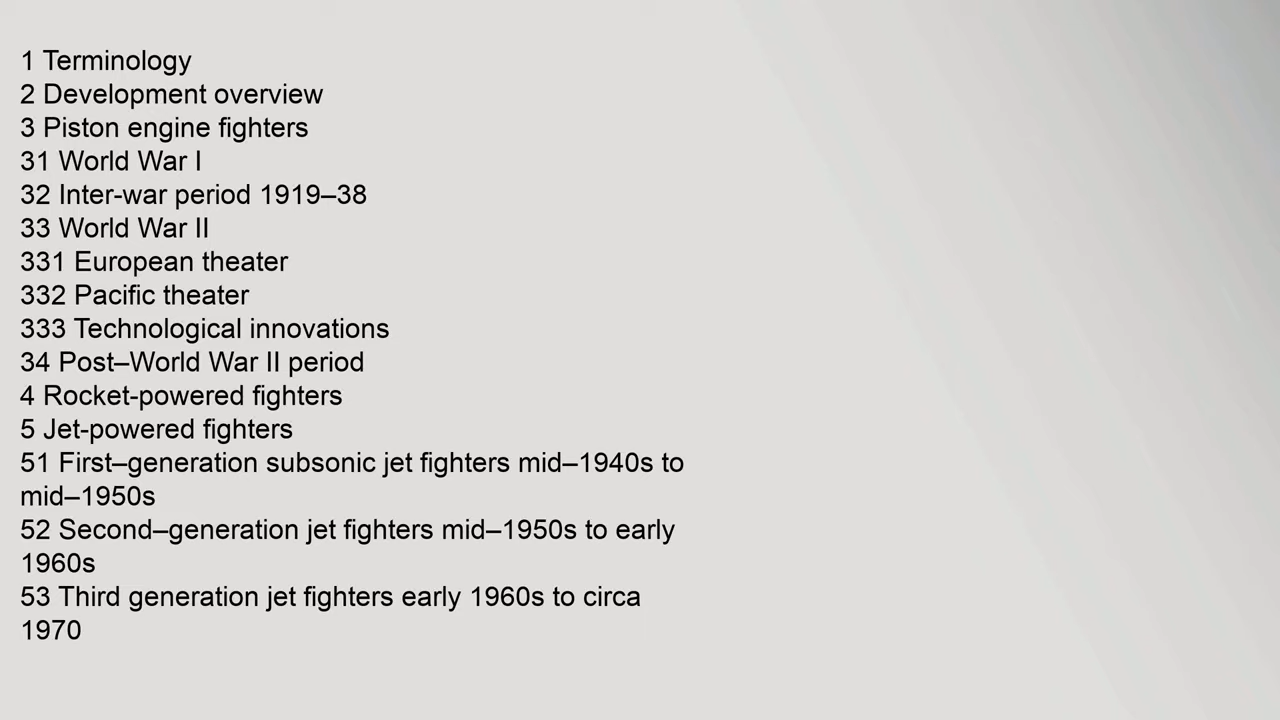 1 Terminology
2 Development overview
3 Piston engine fighters
31 World War I
32 Inter-war period 1919–38
33 World War II
331 European theater
332 Pacific theater
333 Technological innovations
34 Post–World War II period
4 Rocket-powered fighters
5 Jet-powered fighters
51 First–generation subsonic jet fighters mid–1940s to
mid–1950s
52 Second–generation jet fighters mid–1950s to early
1960s
53 Third generation jet fighters early 1960s to circa
1970